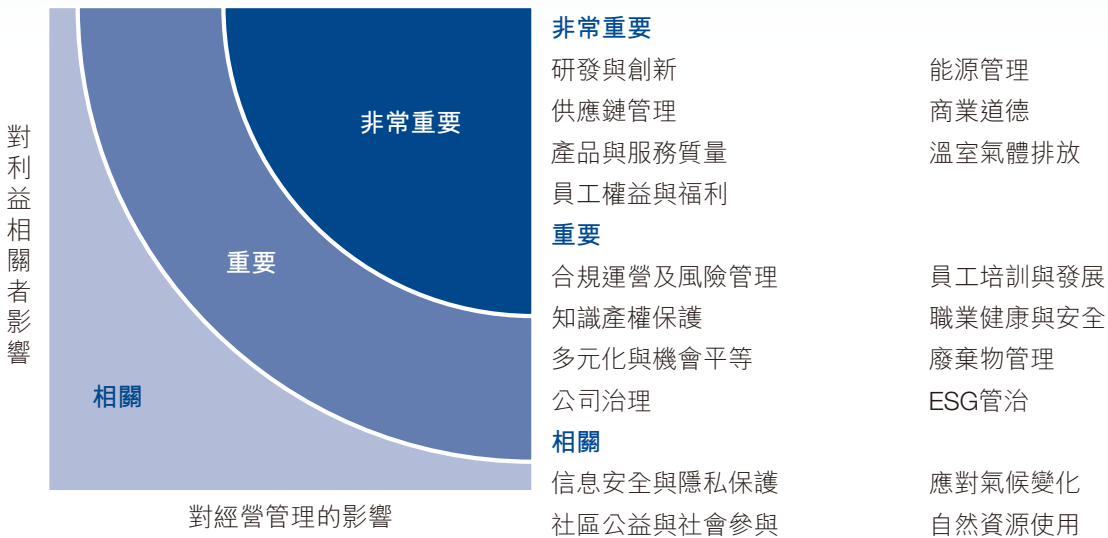 對利益相關者影響
非常重要
重要
相關
對經營管理的影響
非常重要
研發與創新 能源管理
供應鏈管理 商業道德
產品與服務質量 溫室氣體排放
員工權益與福利
重要
合規運營及風險管理 員工培訓與發展
知識產權保護 職業健康與安全
多元化與機會平等 廢棄物管理
公司治理 ESG管治
相關
信息安全與隱私保護 應對氣候變化
社區公益與社會參與 自然資源使用